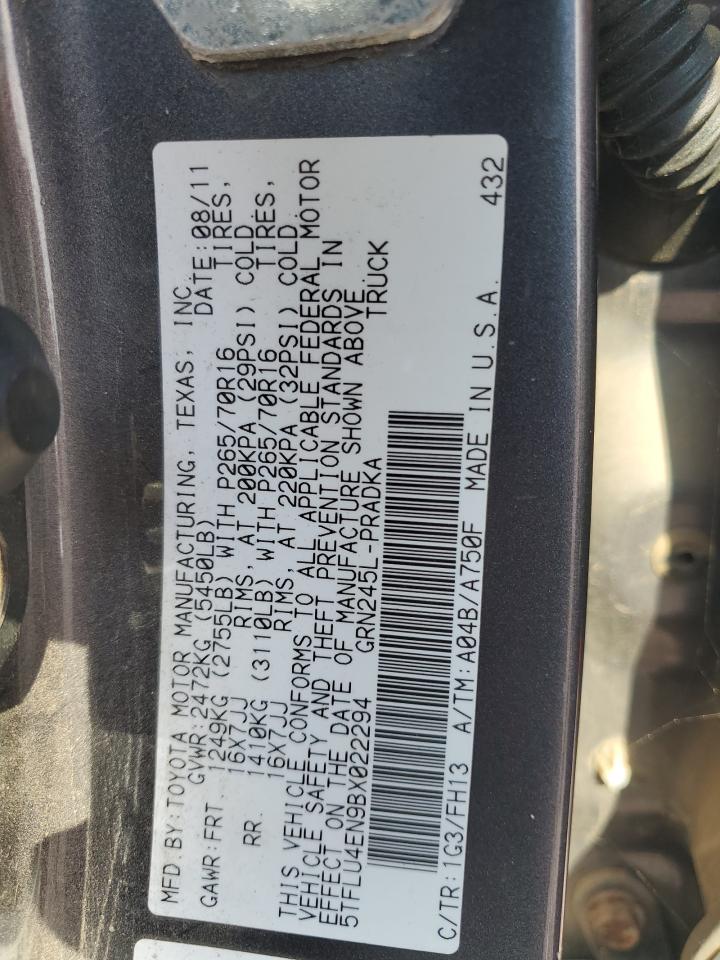 MFD.BY:TOYOTA MOTOR MANUFACTURING, TEXAS, INC.
GVWR:2472KG (5450LB) DATE:08/11
GAWR:FRT 1249KG (2755LB) WITH P265/70R16 TIRES,
16X7JJ RIMS, AT 200KPA (29PSI) COLD
RR. 1410KG (3110LB) WITH P265/70R16 TIRES,
16X7JJ RIMS, AT 220KPA (32PSI) COLD.
THIS VEHICLE CONFORMS TO ALL APPLICABLE FEDERAL MOTOR
VEHICLE SAFETY AND THEFT PREVENTION STANDARDS IN
EFFECT ON THE DATE OF MANUFACTURE SHOWN ABOVE.
5TFLU4EN9BX022294 TRUCK
GRN245L-PRADKA
C/TR:1G3/FH13 A/TM:A04B/A750F MADE IN U.S.A. 432